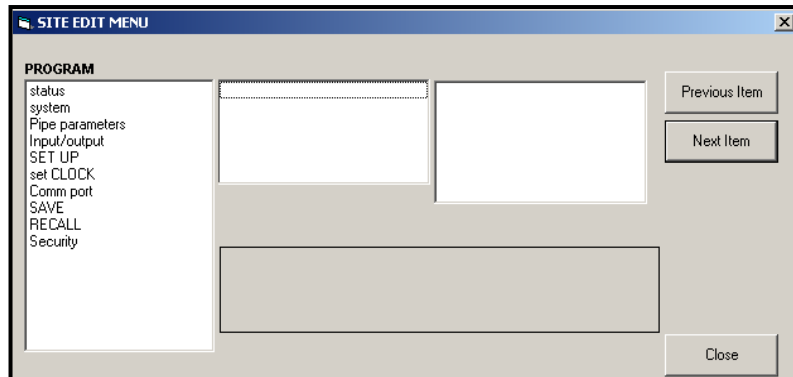 SITE EDIT MENU
PROGRAM
status
system
Pipe parameters
Input/output
SET UP
set CLOCK
Comm port
SAVE
RECALL
Security
Previous Item
Next Item
Close